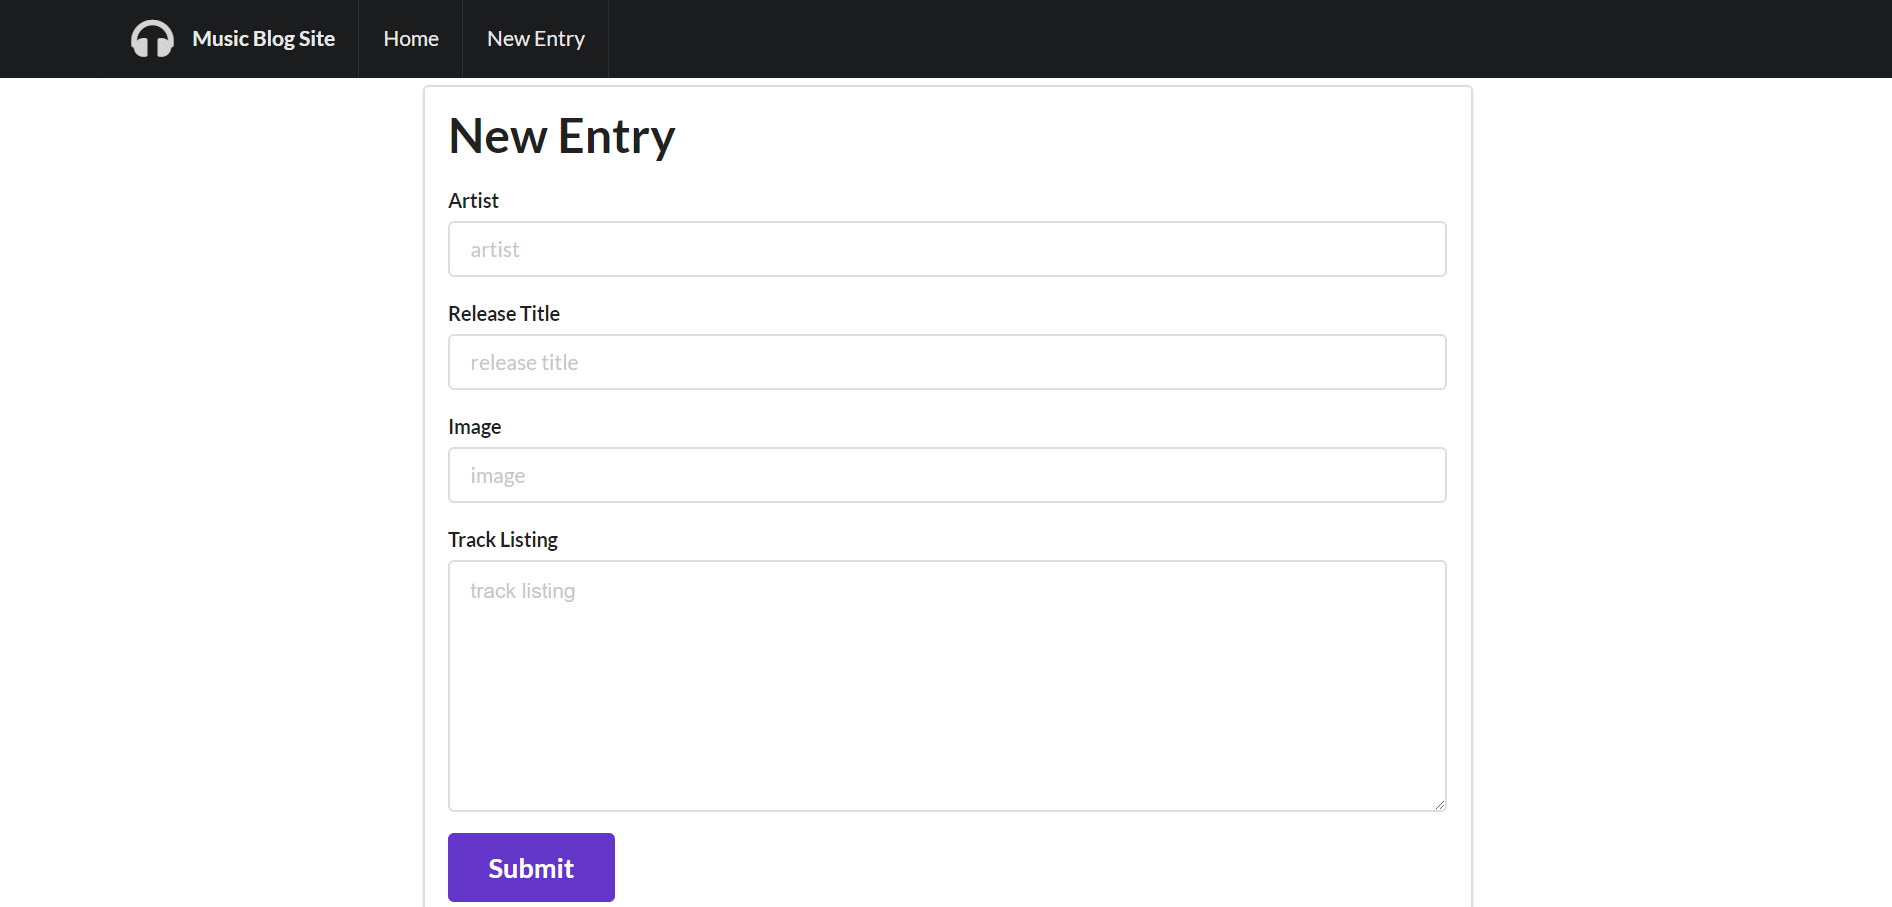 Music Blog Site Home New Entry
New Entry
Artist
artist
Release Title
release title
Image
image
Track Listing
track listing
Submit